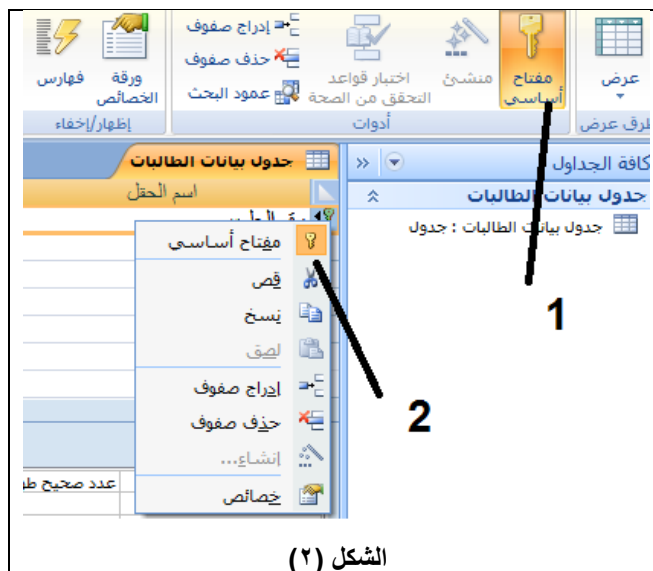 عرض
مفتاح أساسي
منشئ
اختبار قواعد التحقق من الصحة
إدراج صفوف
حذف صفوف
عمود البحث
ورقة الخصائص
فهارس
طرق عرض
أدوات
إظهار/إخفاء
كافة الجداول
جدول بيانات الطالبات
جدول بيانات الطالبات : جدول
جدول بيانات الطالبات
اسم الحقل
مفتاح أساسي
قص
نسخ
لصق
إدراج صفوف
حذف صفوف
إنشاء...
خصائص
عدد صحيح
1
2
الشكل (٢)